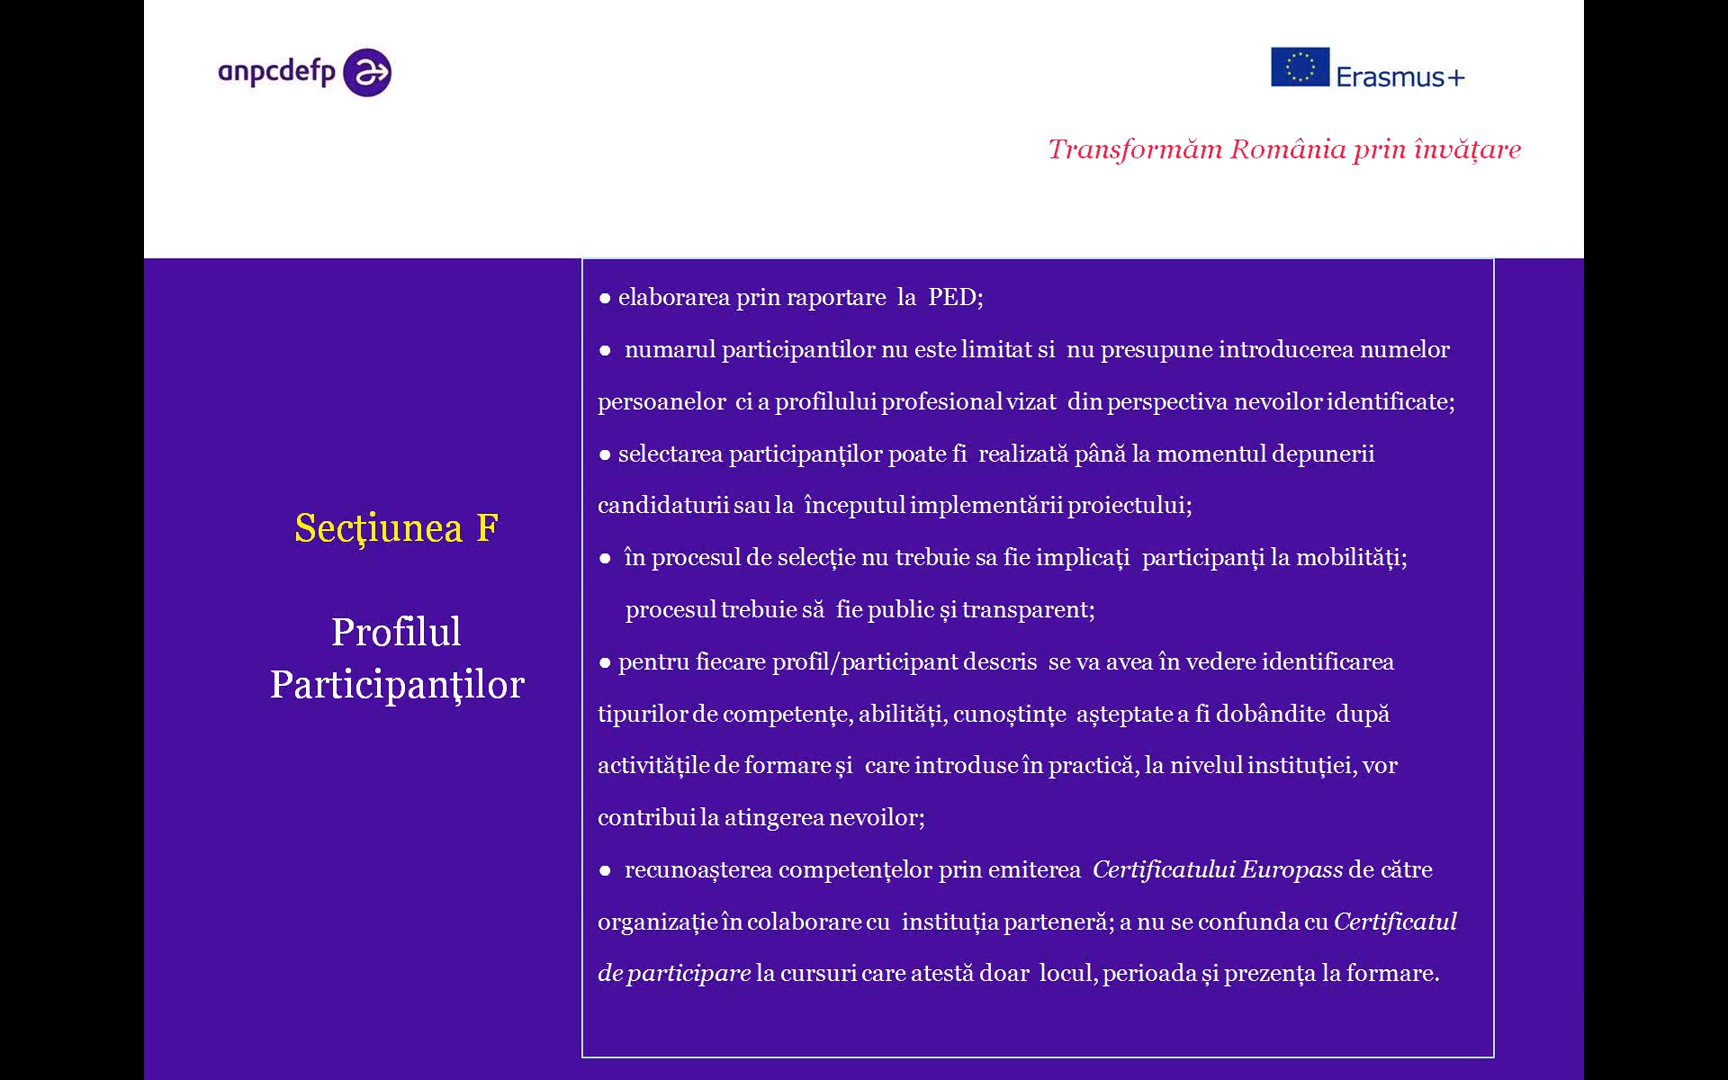 anpcdefp
Erasmus+
Transformăm România prin învățare
Secţiunea F
Profilul
Participanților
● elaborarea prin raportare la PED;
● numarul participantilor nu este limitat si nu presupune introducerea numelor
persoanelor ci a profilului profesional vizat din perspectiva nevoilor identificate;
● selectarea participanților poate fi realizată până la momentul depunerii
candidaturii sau la începutul implementării proiectului;
● în procesul de selecție nu trebuie sa fie implicați participanți la mobilități;
procesul trebuie să fie public și transparent;
● pentru fiecare profil/participant descris se va avea în vedere identificarea
tipurilor de competențe, abilități, cunoștințe așteptate a fi dobândite după
activitățile de formare și care introduse în practică, la nivelul instituției, vor
contribui la atingerea nevoilor;
● recunoașterea competențelor prin emiterea Certificatului Europass de către
organizație în colaborare cu instituția parteneră; a nu se confunda cu Certificatul
de participare la cursuri care atestă doar locul, perioada și prezența la formare.